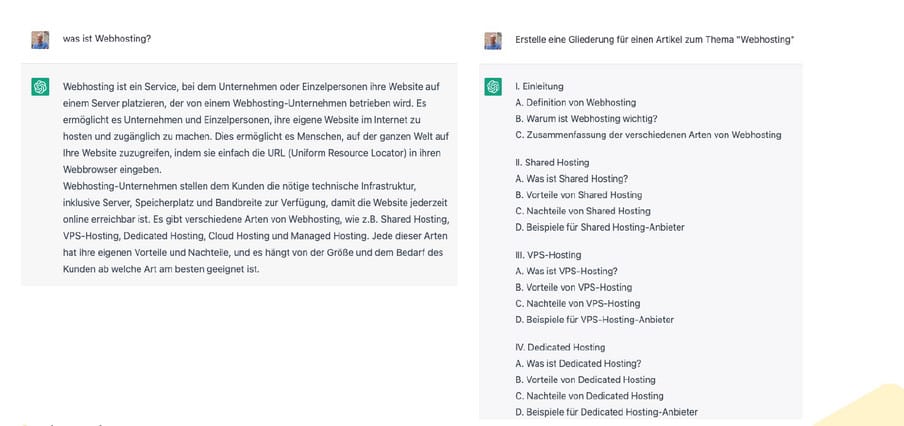 was ist Webhosting?
Webhosting ist ein Service, bei dem Unternehmen oder Einzelpersonen ihre Website auf
einem Server platzieren, der von einem Webhosting-Unternehmen betrieben wird. Es
ermöglicht es Unternehmen und Einzelpersonen, ihre eigene Website im Internet zu
hosten und zugänglich zu machen. Dies ermöglicht es Menschen, auf der ganzen Welt auf
Ihre Website zuzugreifen, indem sie einfach die URL (Uniform Resource Locator) in ihren
Webbrowser eingeben.
Webhosting-Unternehmen stellen dem Kunden die nötige technische Infrastruktur,
inklusive Server, Speicherplatz und Bandbreite zur Verfügung, damit die Website jederzeit
online erreichbar ist. Es gibt verschiedene Arten von Webhosting, wie z.B. Shared Hosting,
VPS-Hosting, Dedicated Hosting, Cloud Hosting und Managed Hosting. Jede dieser Arten
hat ihre eigenen Vorteile und Nachteile, und es hängt von der Größe und dem Bedarf des
Kunden ab welche Art am besten geeignet ist.
Erstelle eine Gliederung für einen Artikel zum Thema "Webhosting"
I. Einleitung
A. Definition von Webhosting
B. Warum ist Webhosting wichtig?
C. Zusammenfassung der verschiedenen Arten von Webhosting
II. Shared Hosting
A. Was ist Shared Hosting?
B. Vorteile von Shared Hosting
C. Nachteile von Shared Hosting
D. Beispiele für Shared Hosting-Anbieter
III. VPS-Hosting
A. Was ist VPS-Hosting?
B. Vorteile von VPS-Hosting
C. Nachteile von VPS-Hosting
D. Beispiele für VPS-Hosting-Anbieter
IV. Dedicated Hosting
A. Was ist Dedicated Hosting?
B. Vorteile von Dedicated Hosting
C. Nachteile von Dedicated Hosting
D. Beispiele für Dedicated Hosting-Anbieter